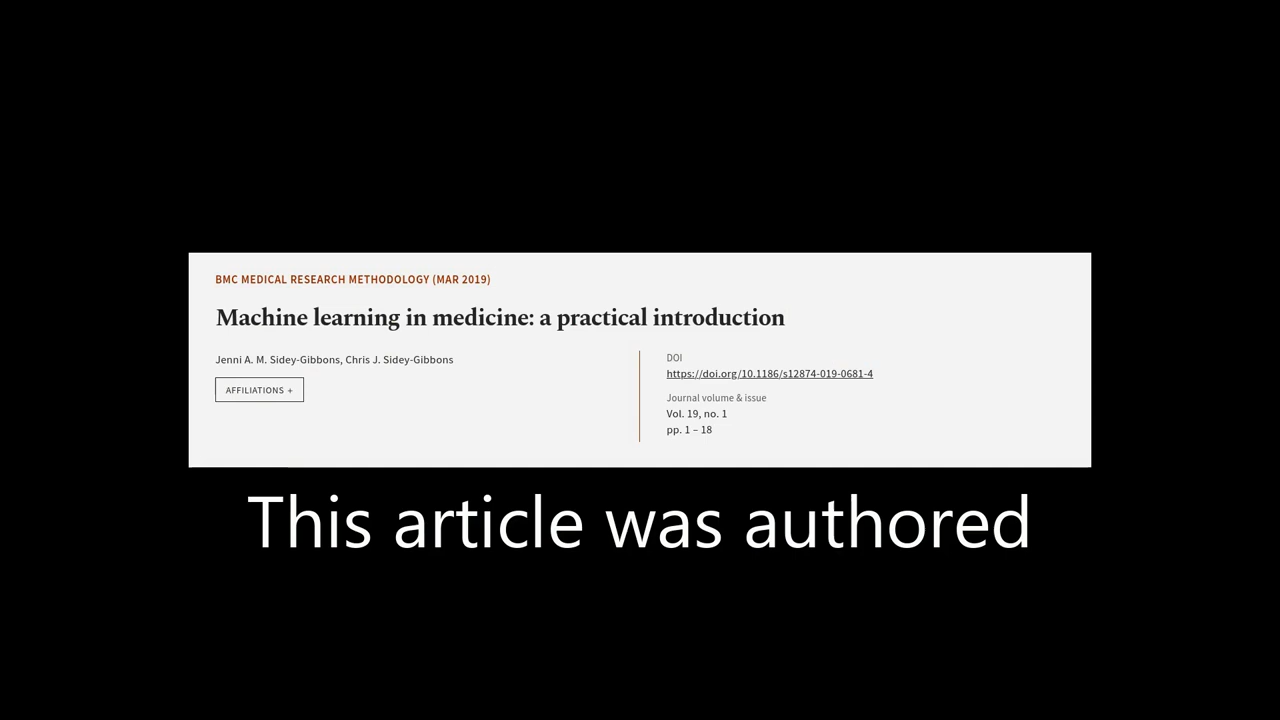 BMC MEDICAL RESEARCH METHODOLOGY (MAR 2019)
Machine learning in medicine: a practical introduction
Jenni A. M. Sidey-Gibbons, Chris J. Sidey-Gibbons
AFFILIATIONS +
DOI
https://doi.org/10.1186/s12874-019-0681-4
Journal volume & issue
Vol. 19, no. 1
pp. 1 – 18
This article was authored